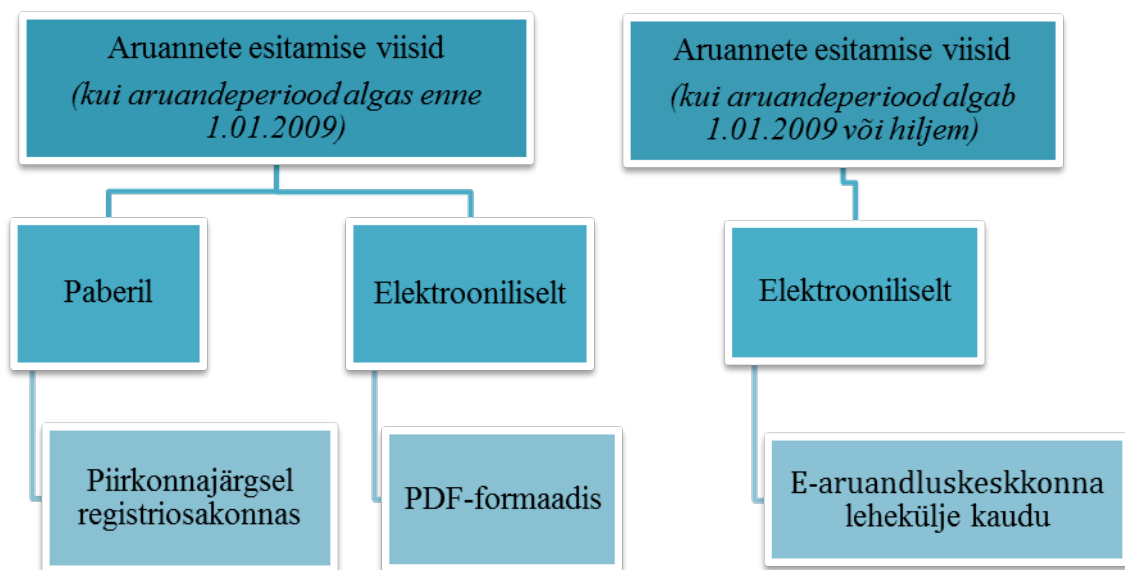 Aruannete esitamise viisid
(kui aruandeperiood algas enne
1.01.2009)
Aruannete esitamise viisid
(kui aruandeperiood algab
1.01.2009 või hiljem)
Paberil
Elektrooniliselt
Elektrooniliselt
Piirkonnajärgsel
registriosakonnas
PDF-formaadis
E-aruandluskeskkonna
lehekülje kaudu